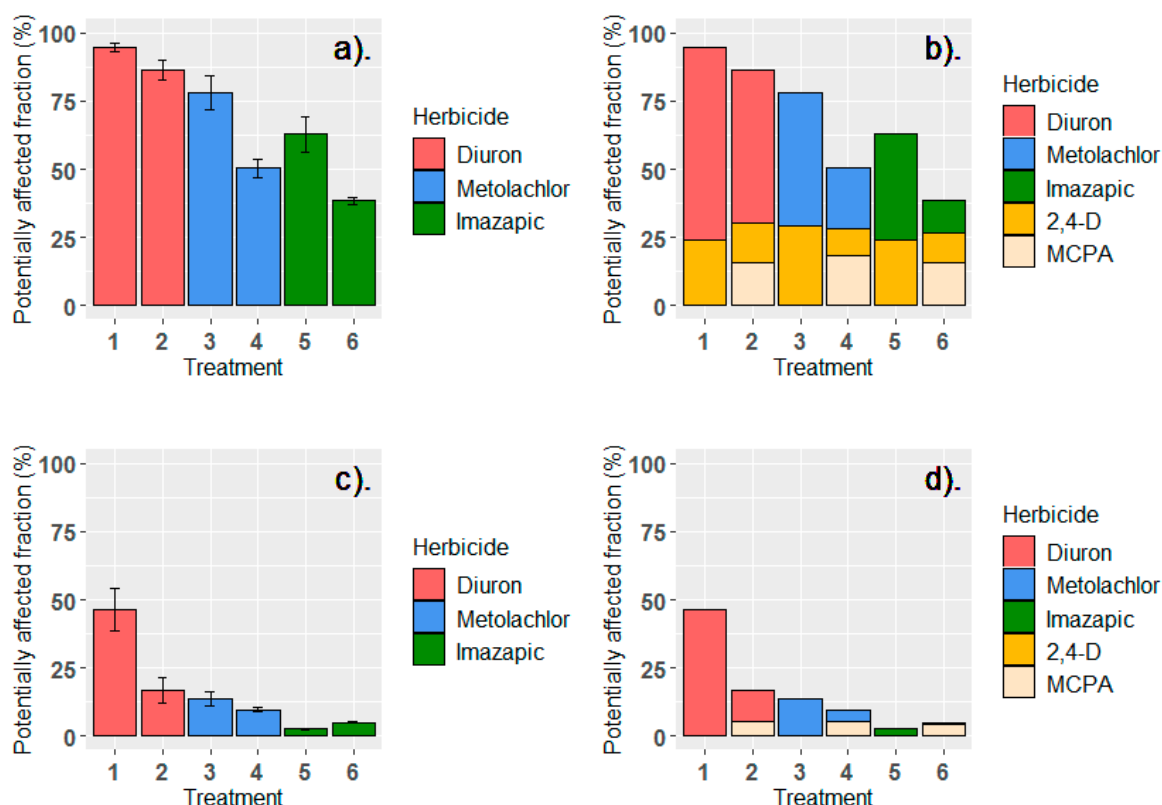 Potentially affected fraction (%)
100
75
50
25
0
a).
1 2 3 4 5 6
Treatment
Herbicide
Diuron
Metolachlor
Imazapic
Potentially affected fraction (%)
100
75
50
25
0
b).
1 2 3 4 5 6
Treatment
Herbicide
Diuron
Metolachlor
Imazapic
2,4-D
MCPA
Potentially affected fraction (%)
100
75
50
25
0
c).
1 2 3 4 5 6
Treatment
Herbicide
Diuron
Metolachlor
Imazapic
Potentially affected fraction (%)
100
75
50
25
0
d).
1 2 3 4 5 6
Treatment
Herbicide
Diuron
Metolachlor
Imazapic
2,4-D
MCPA